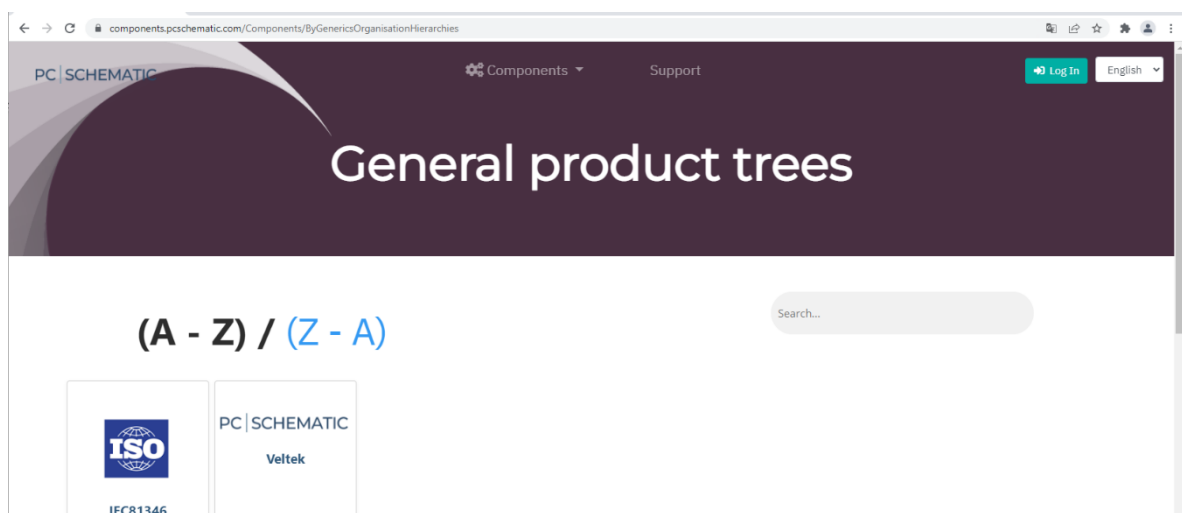 components.pcschematic.com/Components/ByGenericsOrganisationHierarchies
PC|SCHEMATIC
Components
Support
Log In
English
General product trees
(A - Z) / (Z - A)
Search...
ISO
IEC81346
PC|SCHEMATIC
Veltek